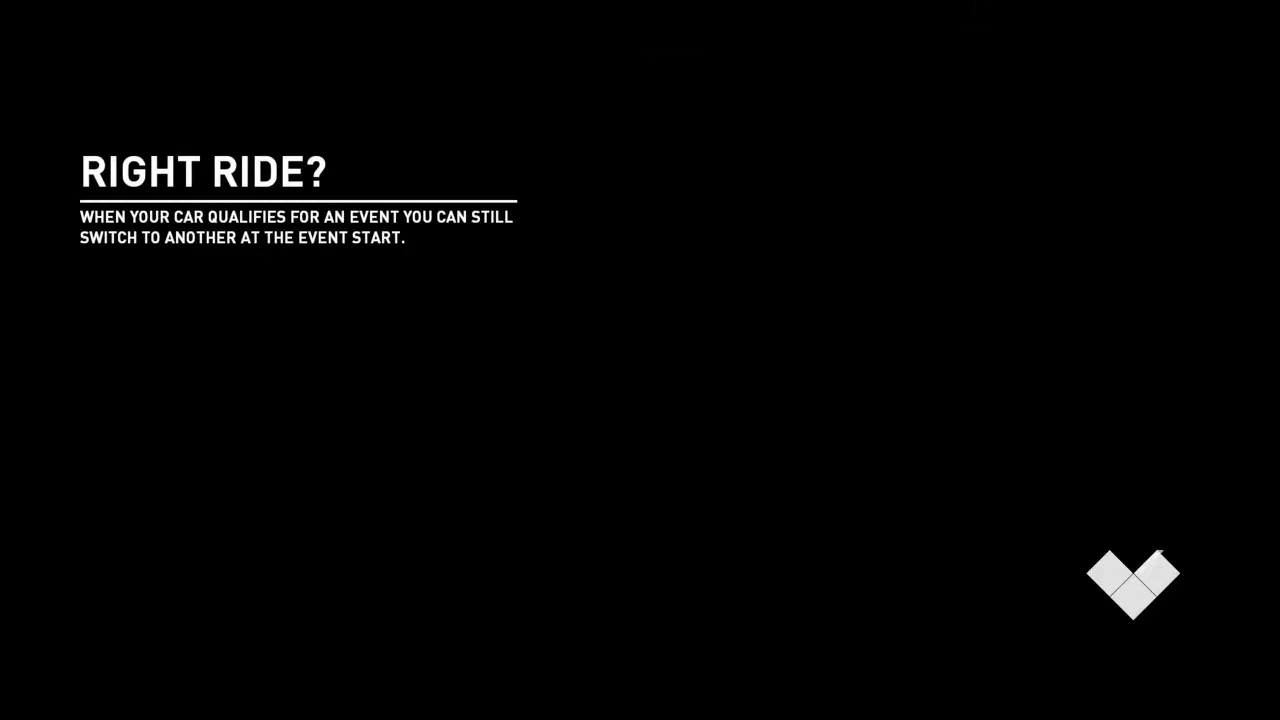 RIGHT RIDE?
WHEN YOUR CAR QUALIFIES FOR AN EVENT YOU CAN STILL
SWITCH TO ANOTHER AT THE EVENT START.